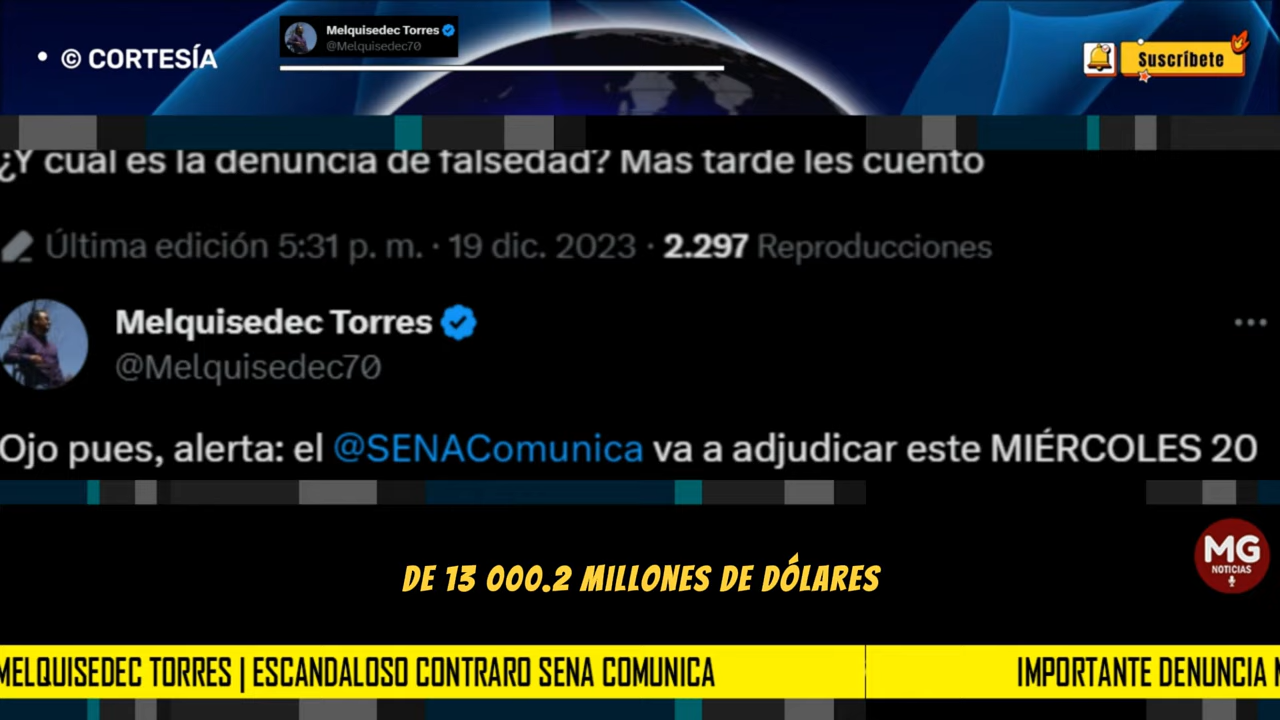 • © CORTESÍA
Melquisedec Torres
@Melquisedec70
Suscríbete
¿Y cuál es la denuncia de falsedad? Más tarde les cuento
Última edición 5:31 p. m. · 19 dic. 2023 · 2.297 Reproducciones
Melquisedec Torres
@Melquisedec70
Ojo pues, alerta: el @SENAComunica va a adjudicar este MIÉRCOLES 20
MG
NOTICIAS
DE 13 000.2 MILLONES DE DÓLARES
MELQUISEDEC TORRES | ESCANDALOSO CONTRARO SENA COMUNICA
IMPORTANTE DENUNCIA